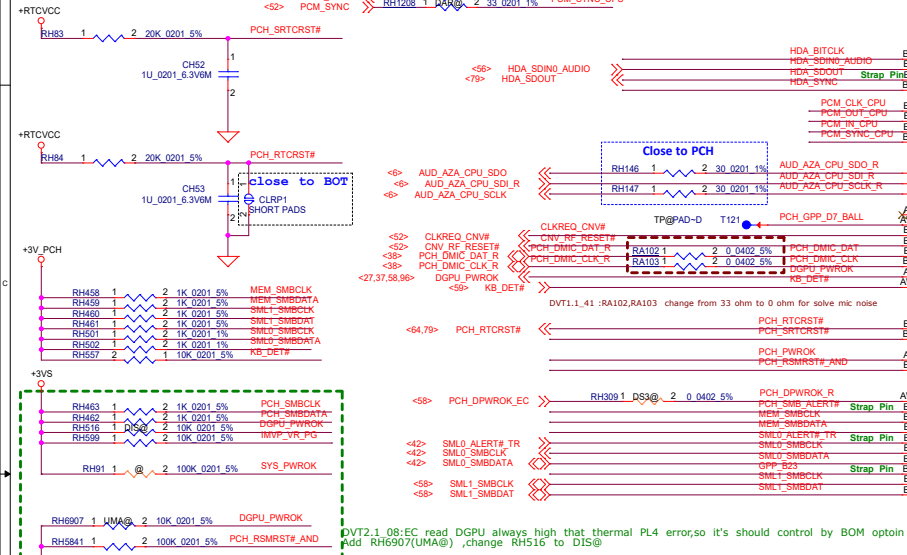 +RTCVCC
RH83 1 2 20K_0201_5% PCH_SRTCRST#
CH52
1U_0201_6.3V6M
1
2
+RTCVCC
RH84 1 2 20K_0201_5% PCH_RTCRST#
CH53
1U_0201_6.3V6M
1
2
close to BOT
1
CLRP1
SHORT PADS
2
+3V_PCH
RH458 1 2 1K_0201_5% MEM_SMBCLK
RH459 1 2 1K_0201_5% MEM_SMBDATA
RH460 1 2 1K_0201_5% SML1_SMBCLK
RH461 1 2 1K_0201_5% SML1_SMBDAT
RH501 1 2 1K_0201_1% SML0_SMBCLK
RH502 1 2 1K_0201_1% SML0_SMBDATA
RH557 2 1 10K_0201_5% KB_DET#
+3VS
RH463 1 2 1K_0201_5% PCH_SMBCLK
RH462 1 2 1K_0201_5% PCH_SMBDATA
RH516 1 DIS@ 2 10K_0201_5% DGPU_PWROK
RH599 1 2 10K_0201_5% IMVP_VR_PG
RH91 1 @ 2 100K_0201_5% SYS_PWROK
RH6907 1 UMA@ 2 10K_0201_5% DGPU_PWROK
RH5841 1 2 100K_0201_5% PCH_RSMRST#_AND
<52> PCM_SYNC RH1208 1 DAR@ 2 33_0201_1% PCM_SYNC_CPU
HDA_BITCLK
<56> HDA_SDIN0_AUDIO HDA_SDIN0_AUDIO
<79> HDA_SDOUT HDA_SDOUT Strap Pin
HDA_SYNC
PCM_CLK_CPU
PCM_OUT_CPU
PCM_IN_CPU
PCM_SYNC_CPU
Close to PCH
<6> AUD_AZA_CPU_SDO RH146 1 2 30_0201_1% AUD_AZA_CPU_SDO_R
<6> AUD_AZA_CPU_SDI_R AUD_AZA_CPU_SDI_R
<6> AUD_AZA_CPU_SCLK RH147 1 2 30_0201_1% AUD_AZA_CPU_SCLK_R
TP@PAD~D T121 PCH_GPP_D7_BALL
<52> CLKREQ_CNV# CLKREQ_CNV#
<52> CNV_RF_RESET# CNV_RF_RESET#
<38> PCH_DMIC_DAT_R PCH_DMIC_DAT_R RA102 1 2 0_0402_5% PCH_DMIC_DAT
<38> PCH_DMIC_CLK_R PCH_DMIC_CLK_R RA103 1 2 0_0402_5% PCH_DMIC_CLK
<27,37,58,96> DGPU_PWROK DGPU_PWROK
<59> KB_DET# KB_DET#
DVT1.1_41 :RA102,RA103 change from 33 ohm to 0 ohm for solve mic noise
<64,79> PCH_RTCRST# PCH_RTCRST#
PCH_SRTCRST#
PCH_PWROK
PCH_RSMRST#_AND
<58> PCH_DPWROK_EC RH309 1 DS3@ 2 0_0402_5% PCH_DPWROK_R
PCH_SMB_ALERT# Strap Pin
MEM_SMBCLK
MEM_SMBDATA
<42> SML0_ALERT#_TR SML0_ALERT#_TR Strap Pin
<42> SML0_SMBCLK SML0_SMBCLK
<42> SML0_SMBDATA SML0_SMBDATA
GPP_B23 Strap Pin
<58> SML1_SMBCLK SML1_SMBCLK
<58> SML1_SMBDAT SML1_SMBDAT
DVT2.1_08:EC read DGPU always high that thermal PL4 error,so it's should control by BOM optoin
Add RH6907(UMA@) ,change RH516 to DIS@
C